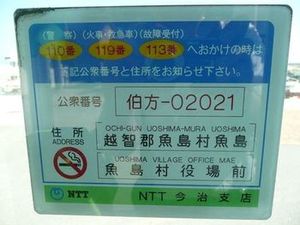 (警察) (火事・救急車) (故障受付)
110番 119番 113番 へおかけの時は
下記公衆番号と住所をお知らせ下さい。
公衆番号 伯方-02021
住所
ADDRESS
OCHI-GUN UOSHIMA-MURA UOSHIMA
越智郡魚島村魚島
UOSHIMA VILLAGE OFFICE MAE
魚島村役場前
NTT
NTT 今治支店